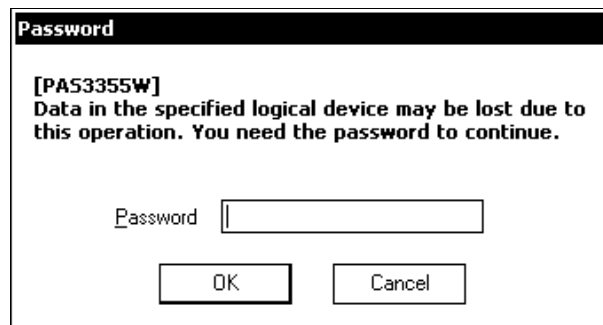 Password
[PAS3355W]
Data in the specified logical device may be lost due to
this operation. You need the password to continue.
Password
OK Cancel